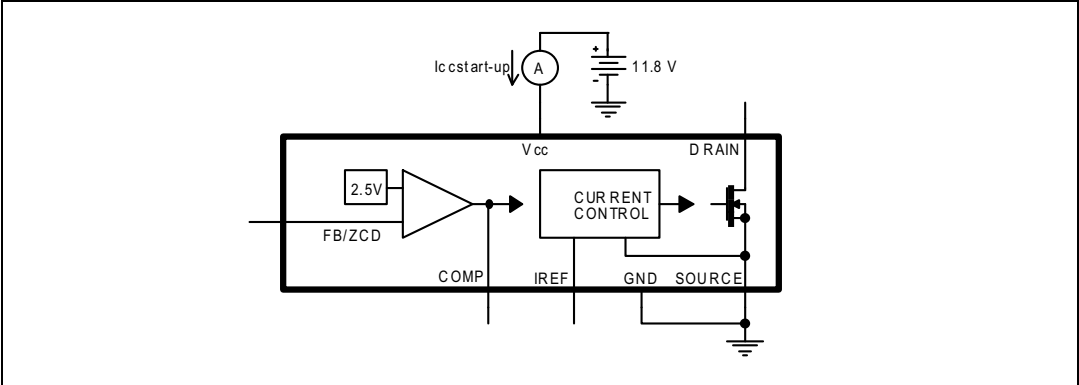 Iccstart-up
A
+
-
11.8 V
Vcc
DRAIN
2.5V
CURRENT
CONTROL
FB/ZCD
COMP
IREF
GND
SOURCE